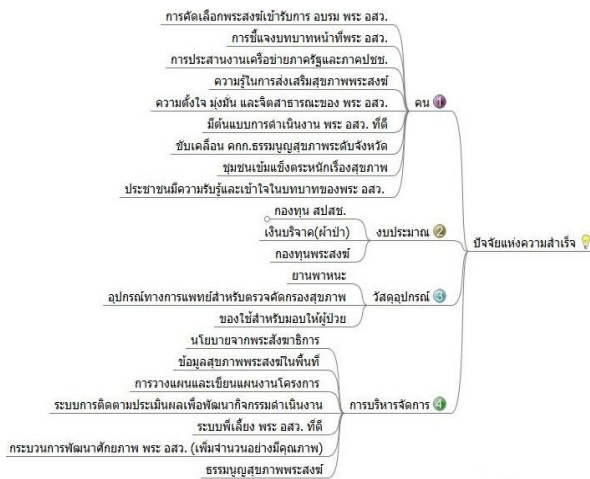 การคัดเลือกพระสงฆ์เข้ารับการ อบรม พระ อสว.
การชี้แจงบทบาทหน้าที่พระ อสว.
การประสานงานเครือข่ายภาครัฐและภาคปชช.
ความรู้ในการส่งเสริมสุขภาพพระสงฆ์
ความตั้งใจ มุ่งมั่น และจิตสาธารณะของ พระ อสว.
มีต้นแบบการดำเนินงาน พระ อสว. ที่ดี
ขับเคลื่อน คกก.ธรรมนูญสุขภาพระดับจังหวัด
ชุมชนเข้มแข็งตระหนักเรื่องสุขภาพ
ประชาชนมีความรับรู้และเข้าใจในบทบาทของพระ อสว.
คน 1
กองทุน สปสช.
เงินบริจาค(ผ้าป่า)
กองทุนพระสงฆ์
งบประมาณ 2
ปัจจัยแห่งความสำเร็จ
ยานพาหนะ
อุปกรณ์ทางการแพทย์สำหรับตรวจคัดกรองสุขภาพ
ของใช้สำหรับมอบให้ผู้ป่วย
วัสดุอุปกรณ์ 3
นโยบายจากพระสังฆาธิการ
ข้อมูลสุขภาพพระสงฆ์ในพื้นที่
การวางแผนและเขียนแผนงานโครงการ
ระบบการติดตามประเมินผลเพื่อพัฒนากิจกรรมดำเนินงาน
ระบบพี่เลี้ยง พระ อสว. ที่ดี
กระบวนการพัฒนาศักยภาพ พระ อสว. (เพิ่มจำนวนอย่างมีคุณภาพ)
ธรรมนูญสุขภาพพระสงฆ์
การบริหารจัดการ 4